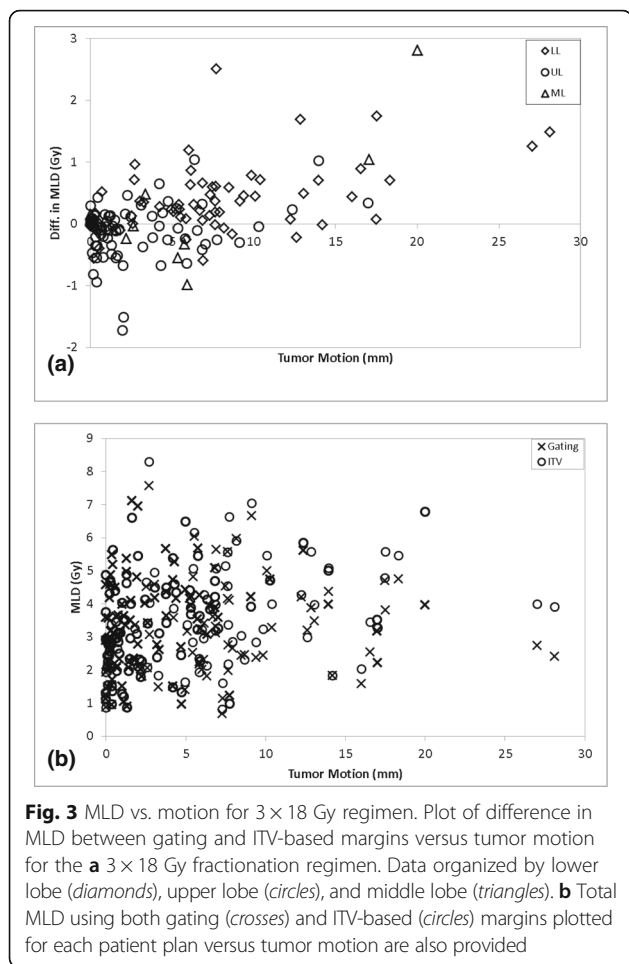 3
2
1
0
-1
-2
5
10
15
20
25
30
Diff. in MLD (Gy)
LL
UL
ML
(a)
Tumor Motion (mm)
9
8
7
6
5
4
3
2
1
0
MLD (Gy)
Gating
ITV
0
5
10
15
20
25
30
(b)
Tumor Motion (mm)
Fig. 3 MLD vs. motion for 3 × 18 Gy regimen. Plot of difference in
MLD between gating and ITV-based margins versus tumor motion
for the a 3 × 18 Gy fractionation regimen. Data organized by lower
lobe (diamonds), upper lobe (circles), and middle lobe (triangles). b Total
MLD using both gating (crosses) and ITV-based (circles) margins plotted
for each patient plan versus tumor motion are also provided